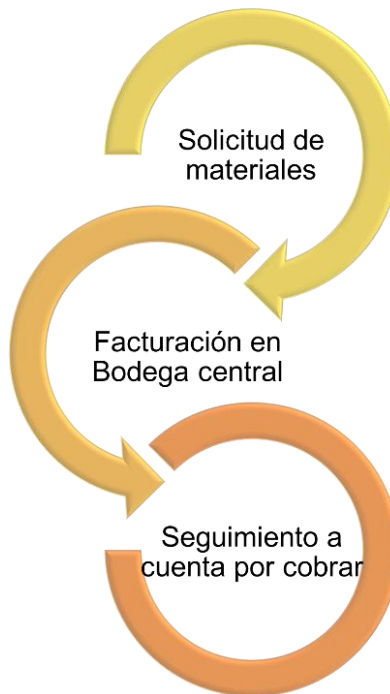 Solicitud de
materiales
Facturación en
Bodega central
Seguimiento a
cuenta por cobrar